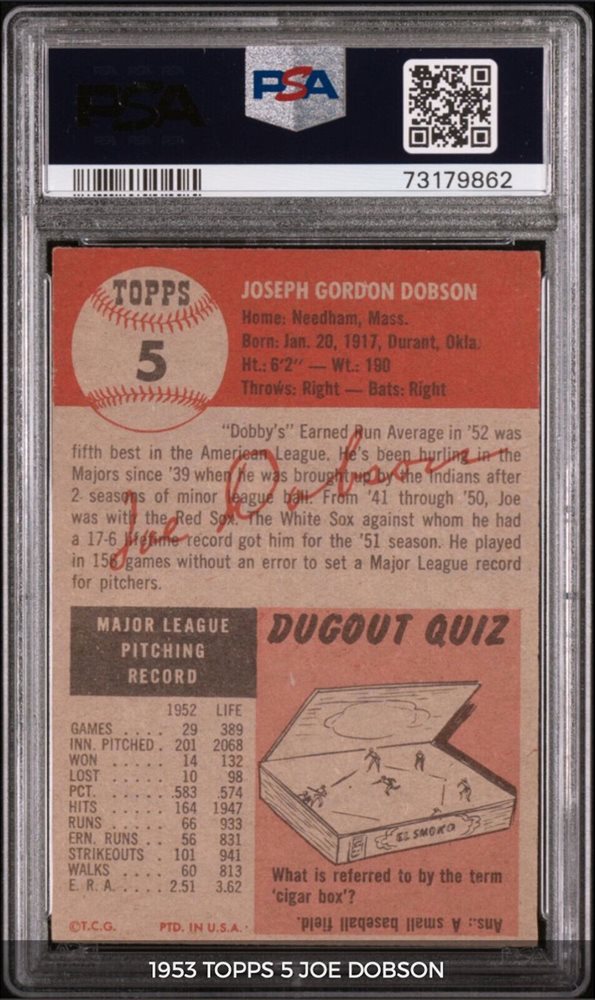 PSA
PSA
73179862
TOPPS
5
JOSEPH GORDON DOBSON
Home: Needham, Mass.
Born: Jan. 20, 1917, Durant, Okla.
Ht.: 6'2" — Wt.: 190
Throws: Right — Bats: Right
"Dobby's" Earned Run Average in '52 was
fifth best in the American League. He's been hurling in the
Majors since '39 when he was brought up by the Indians after
2 seasons of minor league ball. From '41 through '50, Joe
was with the Red Sox. The White Sox against whom he had
a 17-6 lifetime record got him for the '51 season. He played
in 156 games without an error to set a Major League record
for pitchers.
Joe Dobson
MAJOR LEAGUE
PITCHING
RECORD
1952 LIFE
GAMES . . . . 29 389
INN. PITCHED . 201 2068
WON . . . . . 14 132
LOST . . . . . 10 98
PCT. . . . . . .583 .574
HITS . . . . . 164 1947
RUNS . . . . . 66 933
ERN. RUNS . . 56 831
STRIKEOUTS . 101 941
WALKS . . . . 60 813
E. R. A. . . . . 2.51 3.62
©T.C.G. PTD. IN U.S.A.
DUGOUT QUIZ
EL SMOKO
What is referred to by the term
'cigar box'?
Ans.: A small baseball field.
1953 TOPPS 5 JOE DOBSON